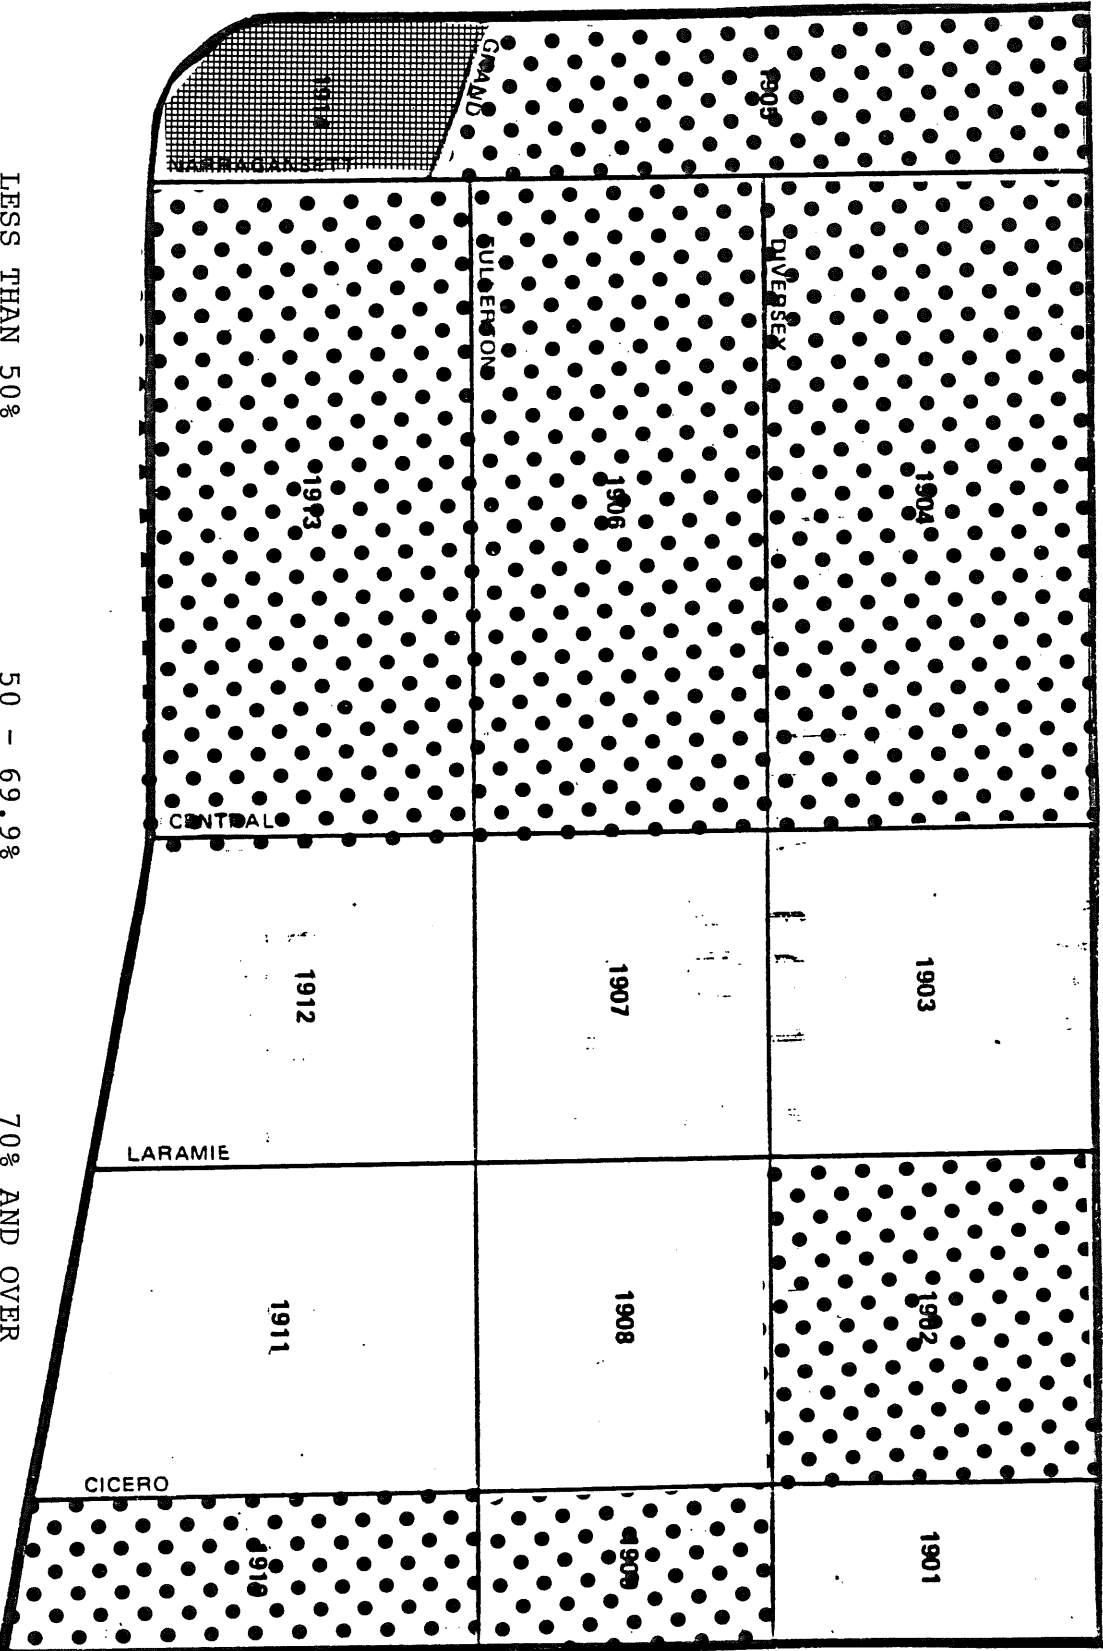 1904 1903 1902 1901
1905
DIVERSEY
1906 1907 1908 1909
GRAND
FULLERTON
1914 1913 1912 1911 1910
NARRAGANSETT
CENTRAL
LARAMIE
CICERO
LESS THAN 50% 50 - 69.9% 70% AND OVER